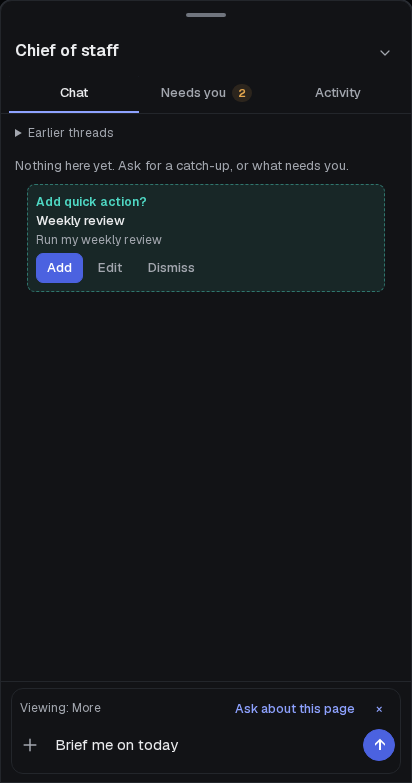 Chief of staff
Chat
Needs you 2
Activity
Earlier threads
Nothing here yet. Ask for a catch-up, or what needs you.
Add quick action?
Weekly review
Run my weekly review
Add
Edit
Dismiss
Viewing: More
Ask about this page
×
Brief me on today